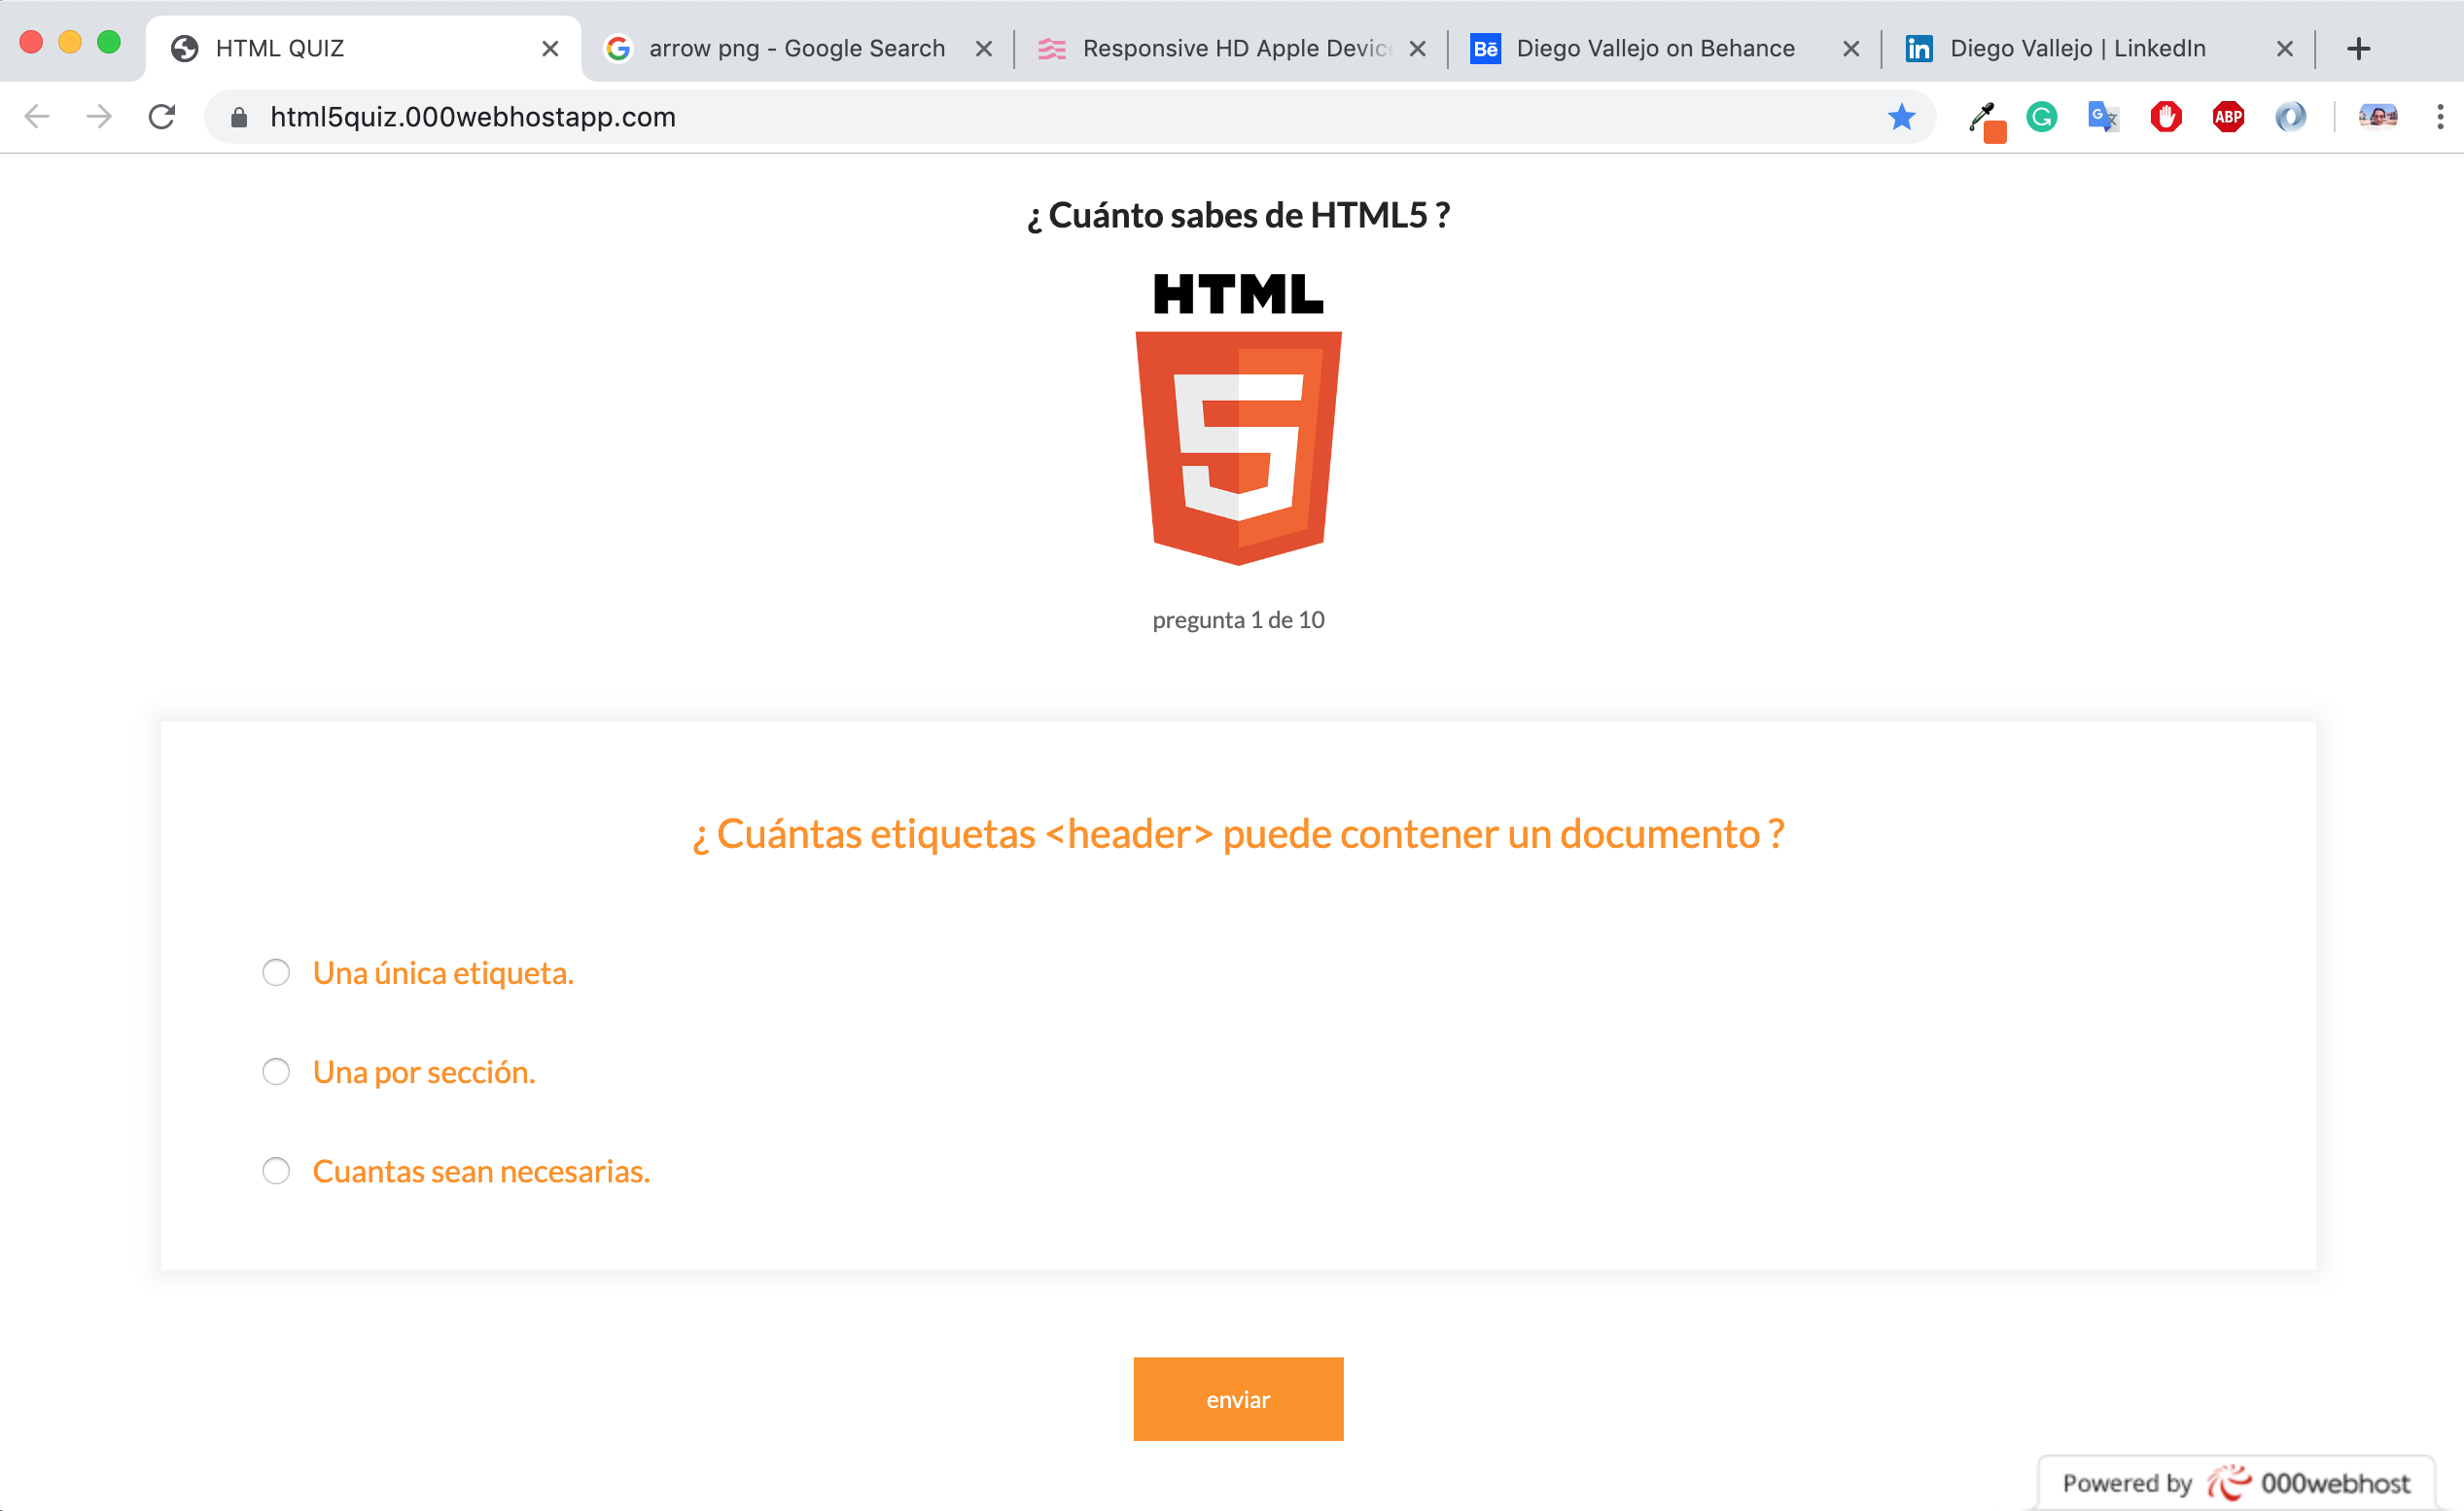 HTML QUIZ
arrow png - Google Search
Responsive HD Apple Devic
Bē Diego Vallejo on Behance
in Diego Vallejo | LinkedIn
html5quiz.000webhostapp.com
ABP
¿ Cuánto sabes de HTML5 ?
HTML
5
pregunta 1 de 10
¿ Cuántas etiquetas <header> puede contener un documento ?
Una única etiqueta.
Una por sección.
Cuantas sean necesarias.
enviar
Powered by 000webhost